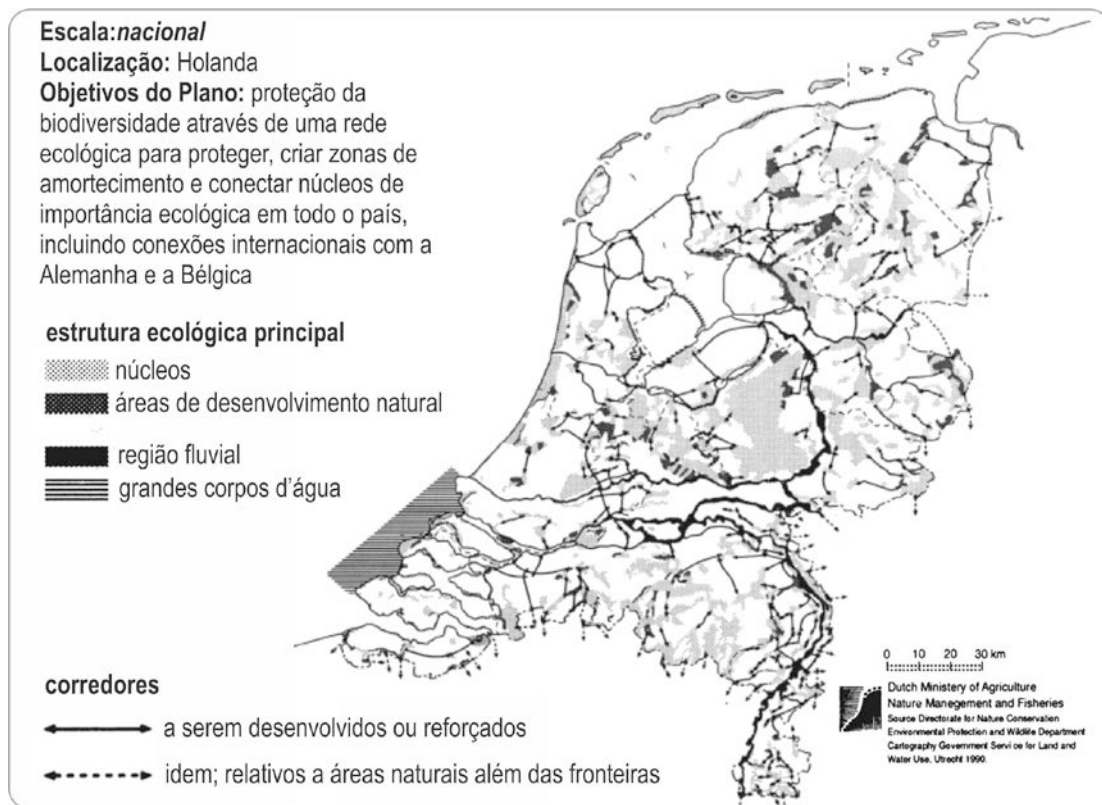 Escala:nacional
Localização: Holanda
Objetivos do Plano: proteção da
biodiversidade através de uma rede
ecológica para proteger, criar zonas de
amortecimento e conectar núcleos de
importância ecológica em todo o país,
incluindo conexões internacionais com a
Alemanha e a Bélgica
estrutura ecológica principal
núcleos
áreas de desenvolvimento natural
região fluvial
grandes corpos d'água
corredores
a serem desenvolvidos ou reforçados
idem; relativos a áreas naturais além das fronteiras
0 10 20 30 km
Dutch Ministery of Agriculture
Nature Manegement and Fisheries
Source Directorate for Nature Conservation
Environmental Protection and Wildlife Department
Cartography Government Servi ce for Land and
Water Use, Utrecht 1990.